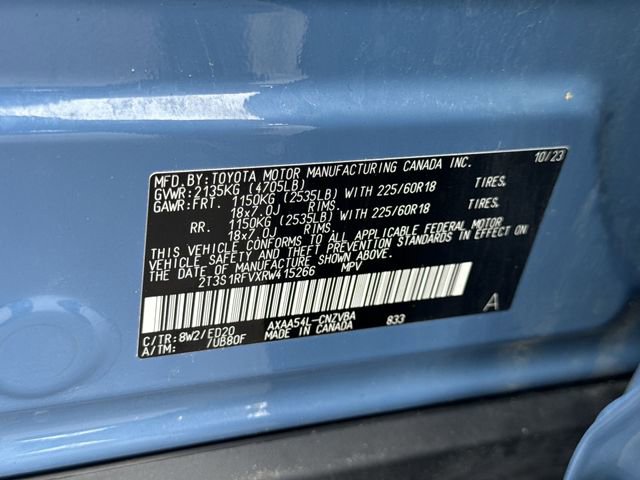 MFD.BY: TOYOTA MOTOR MANUFACTURING CANADA INC. 10/23
GVWR: 2135KG (4705LB)
GAWR: FRT. 1150KG (2535LB) WITH 225/60R18 TIRES,
18x7.0J RIMS,
RR. 1150KG (2535LB) WITH 225/60R18 TIRES,
18x7.0J RIMS,
THIS VEHICLE CONFORMS TO ALL APPLICABLE FEDERAL MOTOR
VEHICLE SAFETY AND THEFT PREVENTION STANDARDS IN EFFECT ON
THE DATE OF MANUFACTURE SHOWN ABOVE.
2T3S1RFVXRW415266 MPV
A
C/TR: 8W2/ED20 AXAA54L-CNZVBA 833
A/TM: 7UB80F MADE IN CANADA